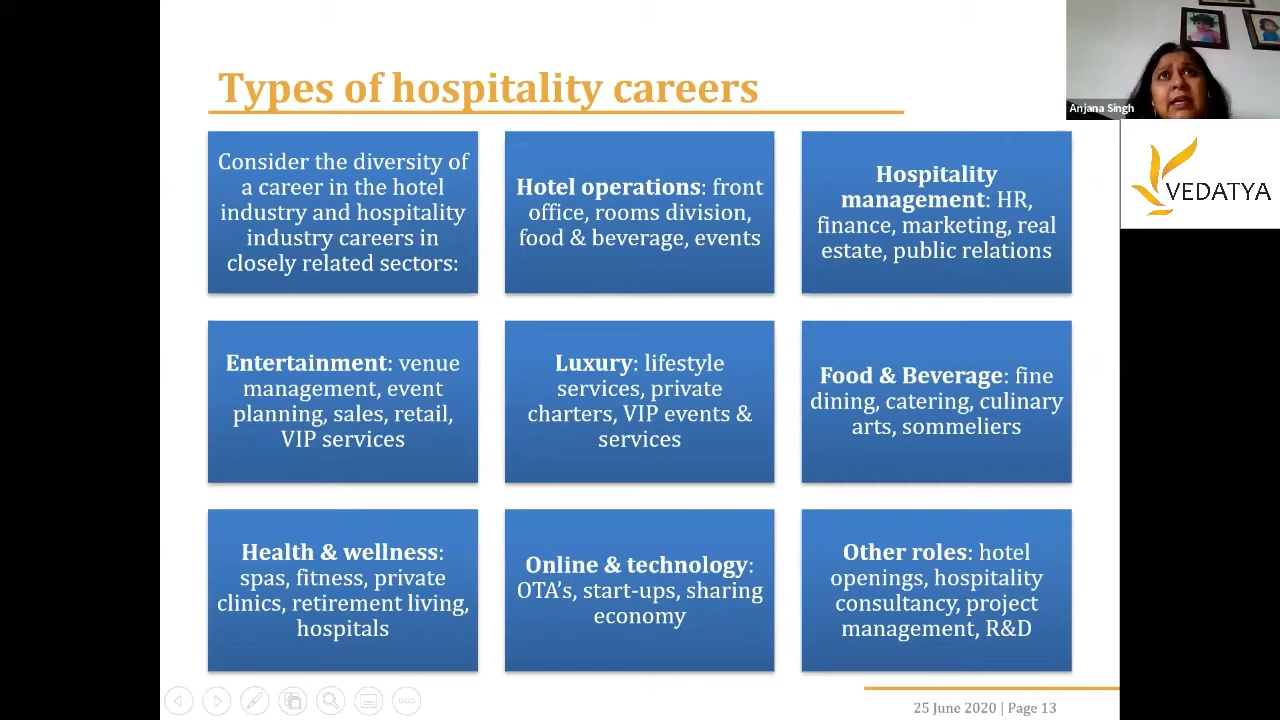 Types of hospitality careers
Anjana Singh
VEDATYA
Consider the diversity of
a career in the hotel
industry and hospitality
industry careers in
closely related sectors:
Hotel operations: front
office, rooms division,
food & beverage, events
Hospitality
management: HR,
finance, marketing, real
estate, public relations
Entertainment: venue
management, event
planning, sales, retail,
VIP services
Luxury: lifestyle
services, private
charters, VIP events &
services
Food & Beverage: fine
dining, catering, culinary
arts, sommeliers
Health & wellness:
spas, fitness, private
clinics, retirement living,
hospitals
Online & technology:
OTA's, start-ups, sharing
economy
Other roles: hotel
openings, hospitality
consultancy, project
management, R&D
25 June 2020 | Page 13